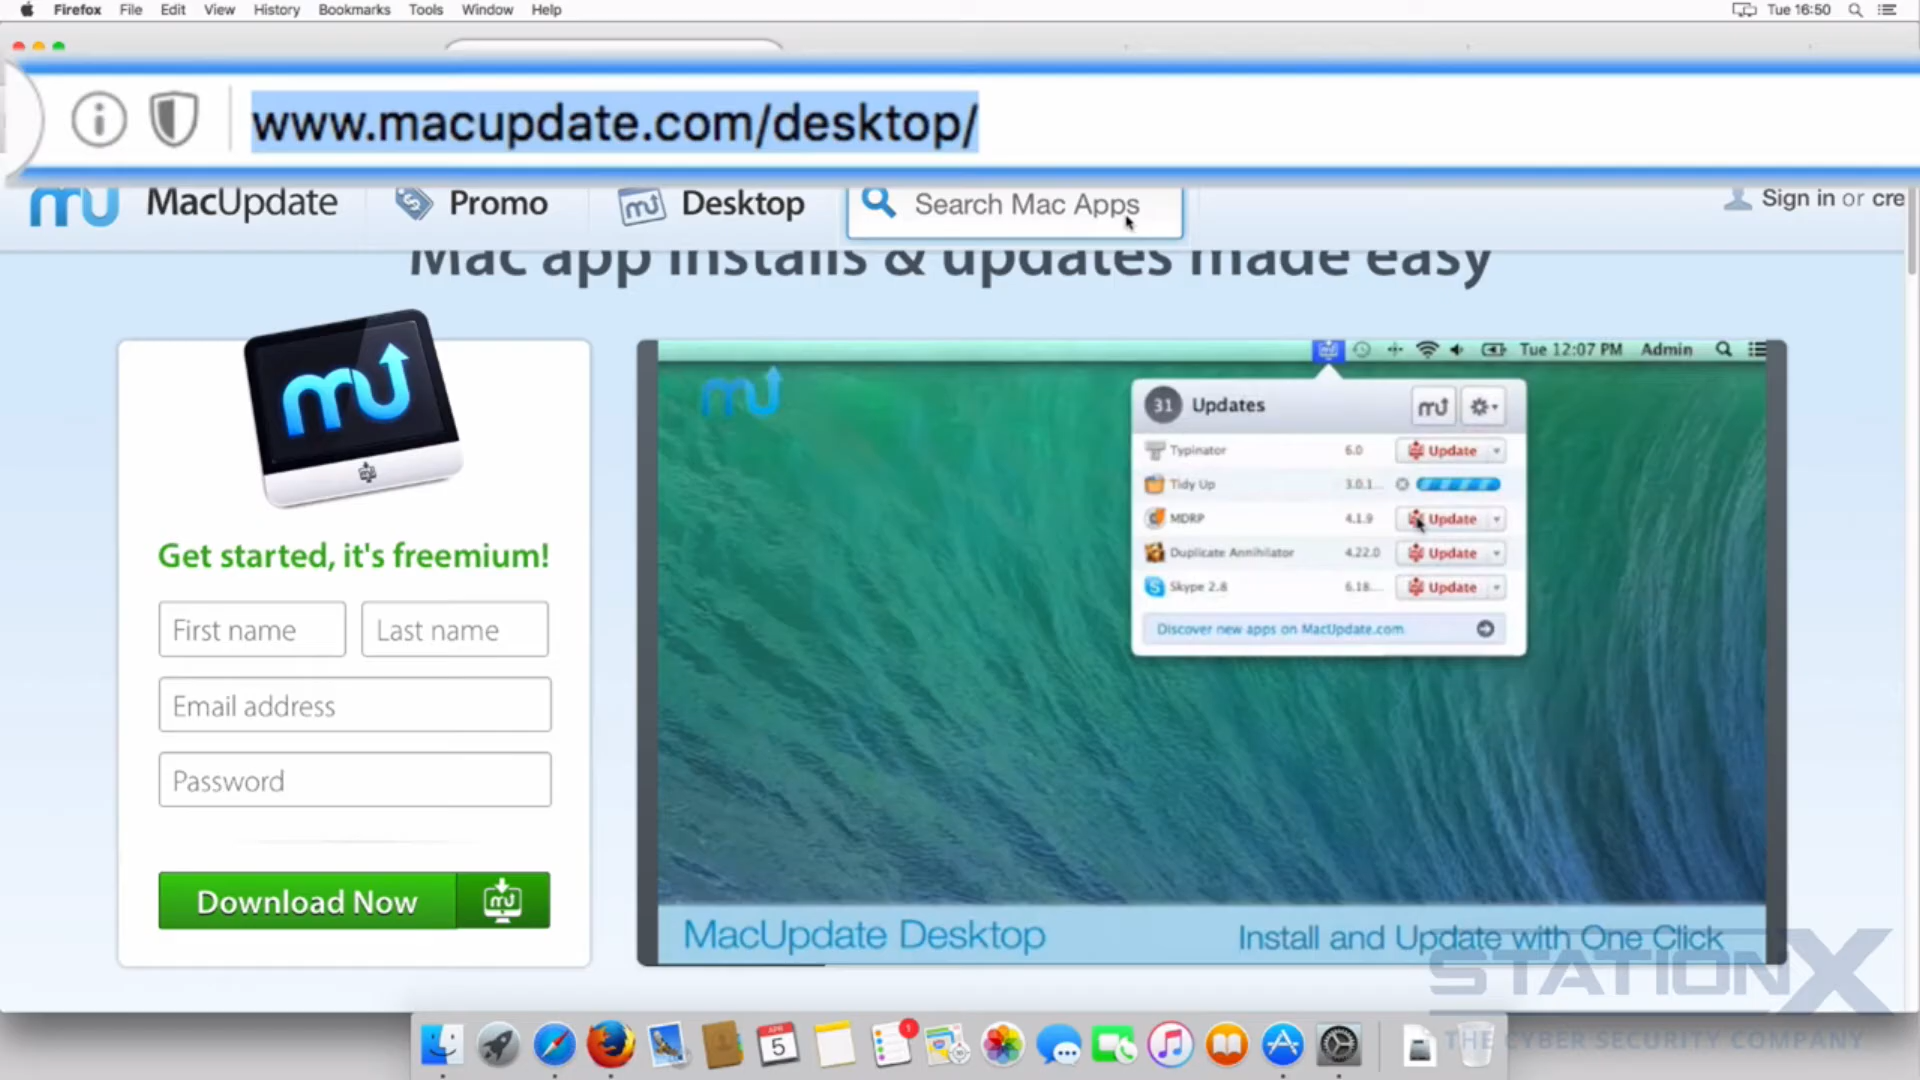 Firefox File Edit View History Bookmarks Tools Window Help
Tue 16:50
www.macupdate.com/desktop/
MacUpdate Promo Desktop Search Mac Apps Sign in or cre
Mac app installs & updates made easy
Tue 12:07 PM Admin
31 Updates
Typinator 6.0 Update
Tidy Up 3.0.1...
MDRP 4.1.9 Update
Duplicate Annihilator 4.22.0 Update
Skype 2.8 6.18... Update
Discover new apps on MacUpdate.com
Get started, it's freemium!
First name Last name
Email address
Password
Download Now
MacUpdate Desktop Install and Update with One Click
STATIONX
THE CYBER SECURITY COMPANY
APR
5
1